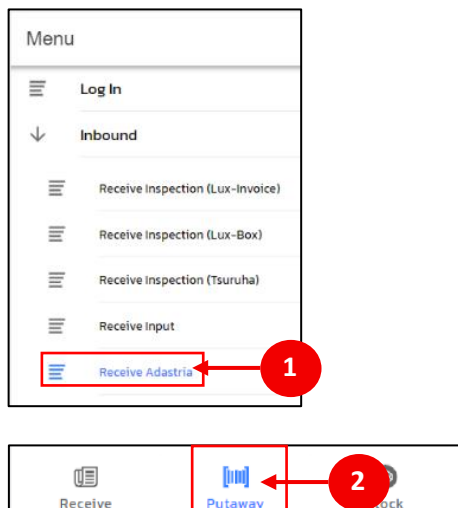 Menu
Log In
Inbound
Receive Inspection (Lux-Invoice)
Receive Inspection (Lux-Box)
Receive Inspection (Tsuruha)
Receive Input
Receive Adastria
1
2
Receive
Putaway